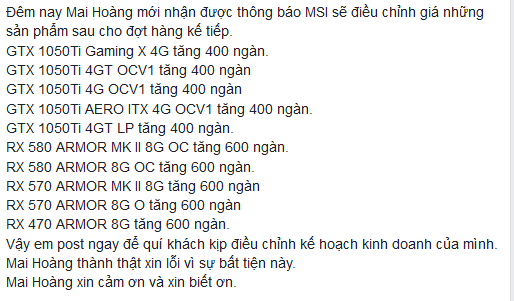 Đêm nay Mai Hoàng mới nhận được thông báo MSI sẽ điều chỉnh giá những
sản phẩm sau cho đợt hàng kế tiếp.
GTX 1050Ti Gaming X 4G tăng 400 ngàn.
GTX 1050Ti 4GT OCV1 tăng 400 ngàn
GTX 1050Ti 4G OCV1 tăng 400 ngàn
GTX 1050Ti AERO ITX 4G OCV1 tăng 400 ngàn.
GTX 1050Ti 4GT LP tăng 400 ngàn.
RX 580 ARMOR MK II 8G OC tăng 600 ngàn.
RX 580 ARMOR 8G OC tăng 600 ngàn.
RX 570 ARMOR MK II 8G tăng 600 ngàn
RX 570 ARMOR 8G O tăng 600 ngàn
RX 470 ARMOR 8G tăng 600 ngàn.
Vậy em post ngay để quí khách kịp điều chỉnh kế hoạch kinh doanh của mình.
Mai Hoàng thành thật xin lỗi vì sự bất tiện này.
Mai Hoàng xin cảm ơn và xin biết ơn.